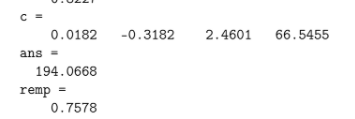 c =
0.0182 -0.3182 2.4601 66.5455
ans =
194.0668
remp =
0.7578